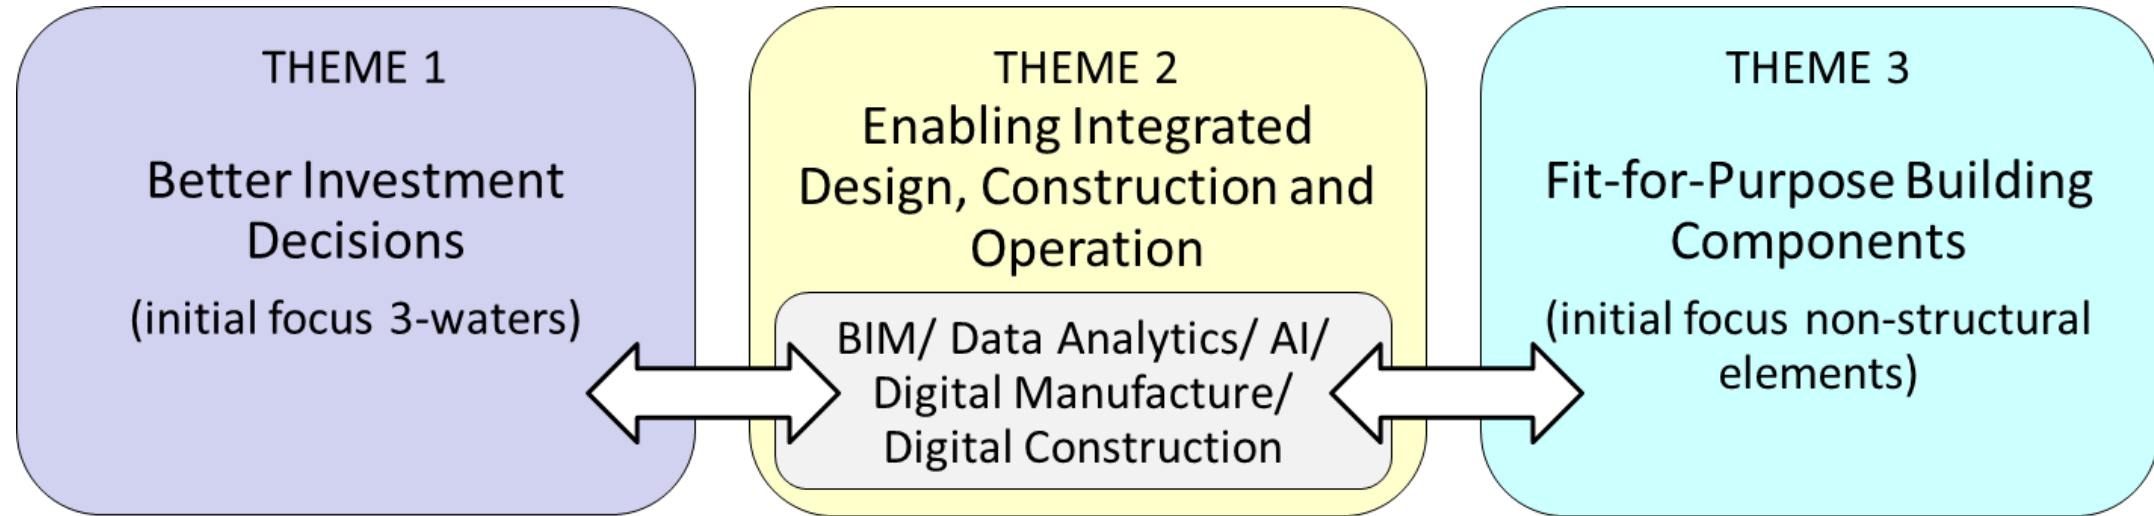 THEME 1
Better Investment
Decisions
(initial focus 3-waters)
THEME 2
Enabling Integrated
Design, Construction and
Operation
BIM/ Data Analytics/ AI/
Digital Manufacture/
Digital Construction
THEME 3
Fit-for-Purpose Building
Components
(initial focus non-structural
elements)